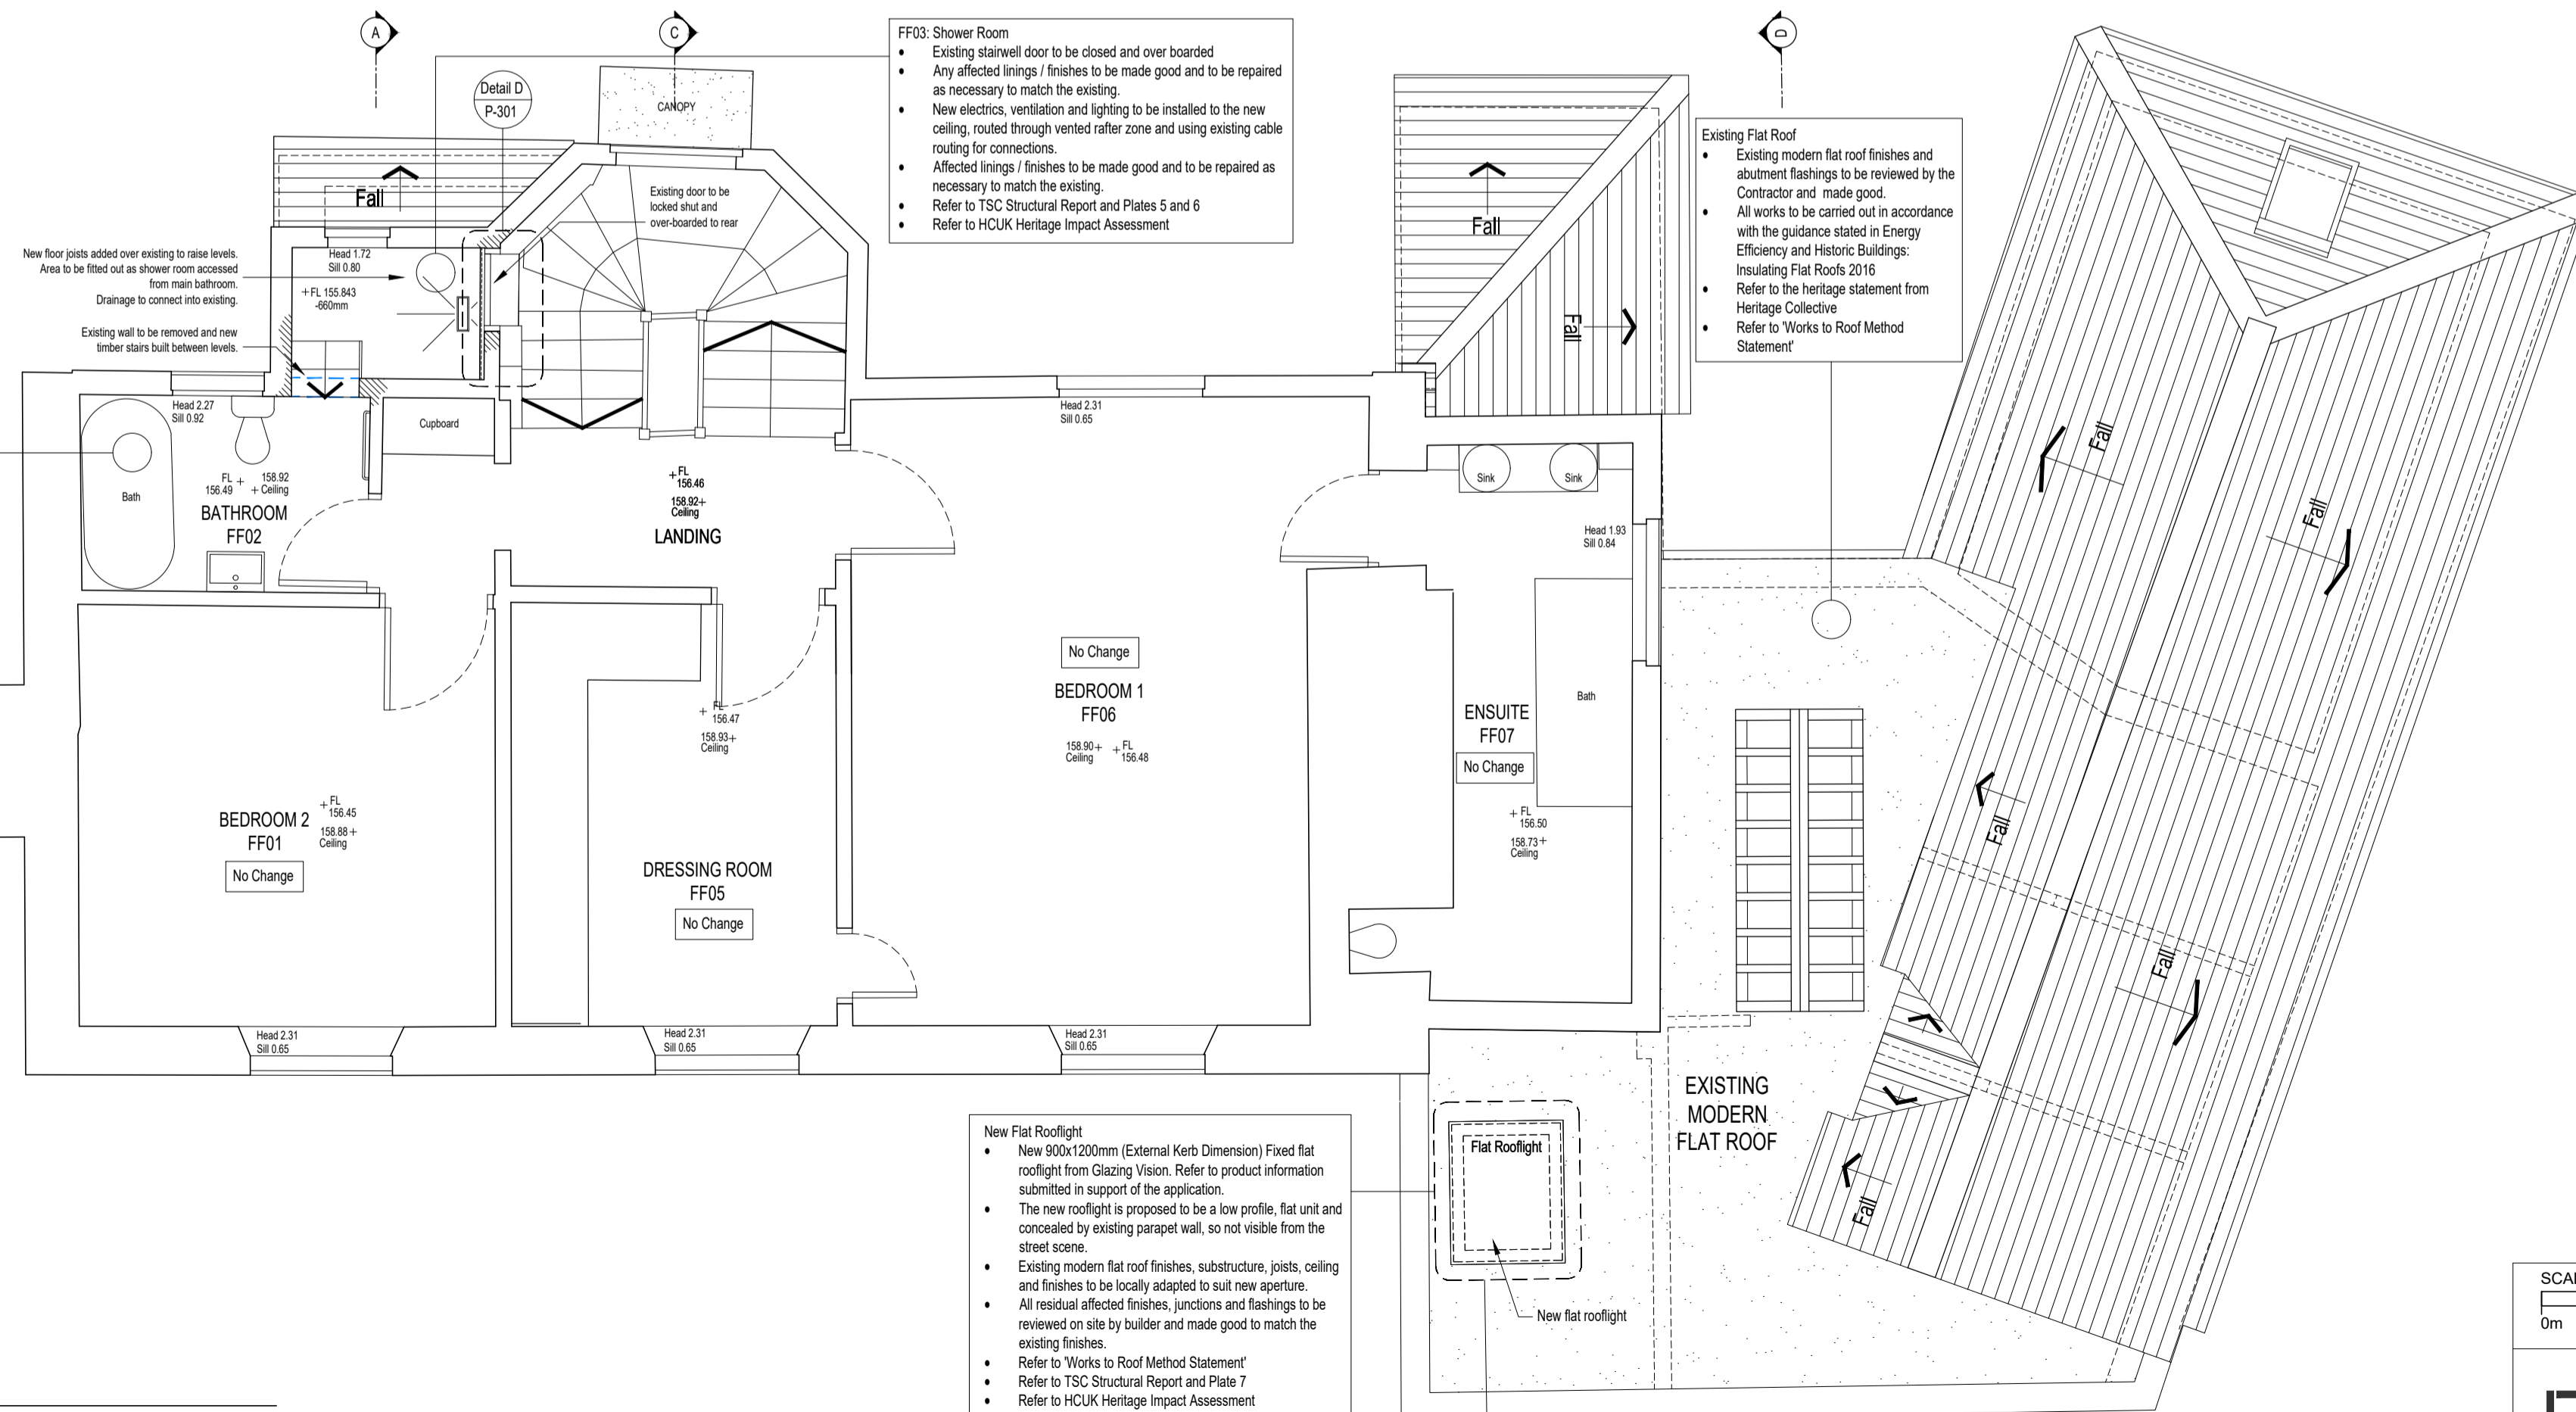 A
C
D
Detail D
P-301
CANOPY
FF03: Shower Room
• Existing stairwell door to be closed and over boarded
• Any affected linings / finishes to be made good and to be repaired
as necessary to match the existing.
• New electrics, ventilation and lighting to be installed to the new
ceiling, routed through vented rafter zone and using existing cable
routing for connections.
• Affected linings / finishes to be made good and to be repaired as
necessary to match the existing.
• Refer to TSC Structural Report and Plates 5 and 6
• Refer to HCUK Heritage Impact Assessment
Existing Flat Roof
• Existing modern flat roof finishes and
abutment flashings to be reviewed by the
Contractor and made good.
• All works to be carried out in accordance
with the guidance stated in Energy
Efficiency and Historic Buildings:
Insulating Flat Roofs 2016
• Refer to the heritage statement from
Heritage Collective
• Refer to 'Works to Roof Method
Statement'
Fall
Existing door to be
locked shut and
over-boarded to rear
Fall
Fall
New floor joists added over existing to raise levels.
Area to be fitted out as shower room accessed
from main bathroom.
Drainage to connect into existing.
Head 1.72
Sill 0.80
FL 155.843
-660mm
Existing wall to be removed and new
timber stairs built between levels.
Head 2.27
Sill 0.92
Cupboard
Head 2.31
Sill 0.65
Bath
FL
156.49
158.92
Ceiling
BATHROOM
FF02
FL
156.46
158.92
Ceiling
LANDING
Sink
Sink
Head 1.93
Sill 0.84
Fall
Fall
No Change
BEDROOM 1
FF06
158.90
Ceiling
FL
156.48
FL
156.47
158.93
Ceiling
ENSUITE
FF07
No Change
Bath
FL
156.50
158.73
Ceiling
BEDROOM 2
FF01
FL
156.45
158.88
Ceiling
No Change
DRESSING ROOM
FF05
No Change
Fall
Fall
Head 2.31
Sill 0.65
Head 2.31
Sill 0.65
Head 2.31
Sill 0.65
EXISTING
MODERN
FLAT ROOF
Flat Rooflight
Fall
New flat rooflight
New Flat Rooflight
• New 900x1200mm (External Kerb Dimension) Fixed flat
rooflight from Glazing Vision. Refer to product information
submitted in support of the application.
• The new rooflight is proposed to be a low profile, flat unit and
concealed by existing parapet wall, so not visible from the
street scene.
• Existing modern flat roof finishes, substructure, joists, ceiling
and finishes to be locally adapted to suit new aperture.
• All residual affected finishes, junctions and flashings to be
reviewed on site by builder and made good to match the
existing finishes.
• Refer to 'Works to Roof Method Statement'
• Refer to TSC Structural Report and Plate 7
• Refer to HCUK Heritage Impact Assessment
0m